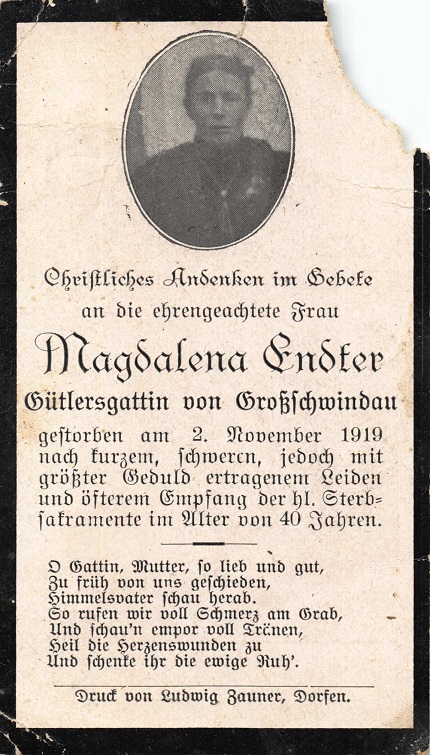 Christliches Andenken im Gebete
an die ehrengeachtete Frau
Magdalena Endter
Gütlersgattin von Großschwindau
gestorben am 2. November 1919
nach kurzem, schweren, jedoch mit
größter Geduld ertragenem Leiden
und öfterem Empfang der hl. Sterb-
sakramente im Alter von 40 Jahren.
O Gattin, Mutter, so lieb und gut,
Zu früh von uns geschieden,
Himmelsvater schau herab.
So rufen wir voll Schmerz am Grab,
Und schau'n empor voll Tränen,
Heil die Herzenswunden zu
Und schenke ihr die ewige Ruh'.
Druck von Ludwig Zauner, Dorfen.